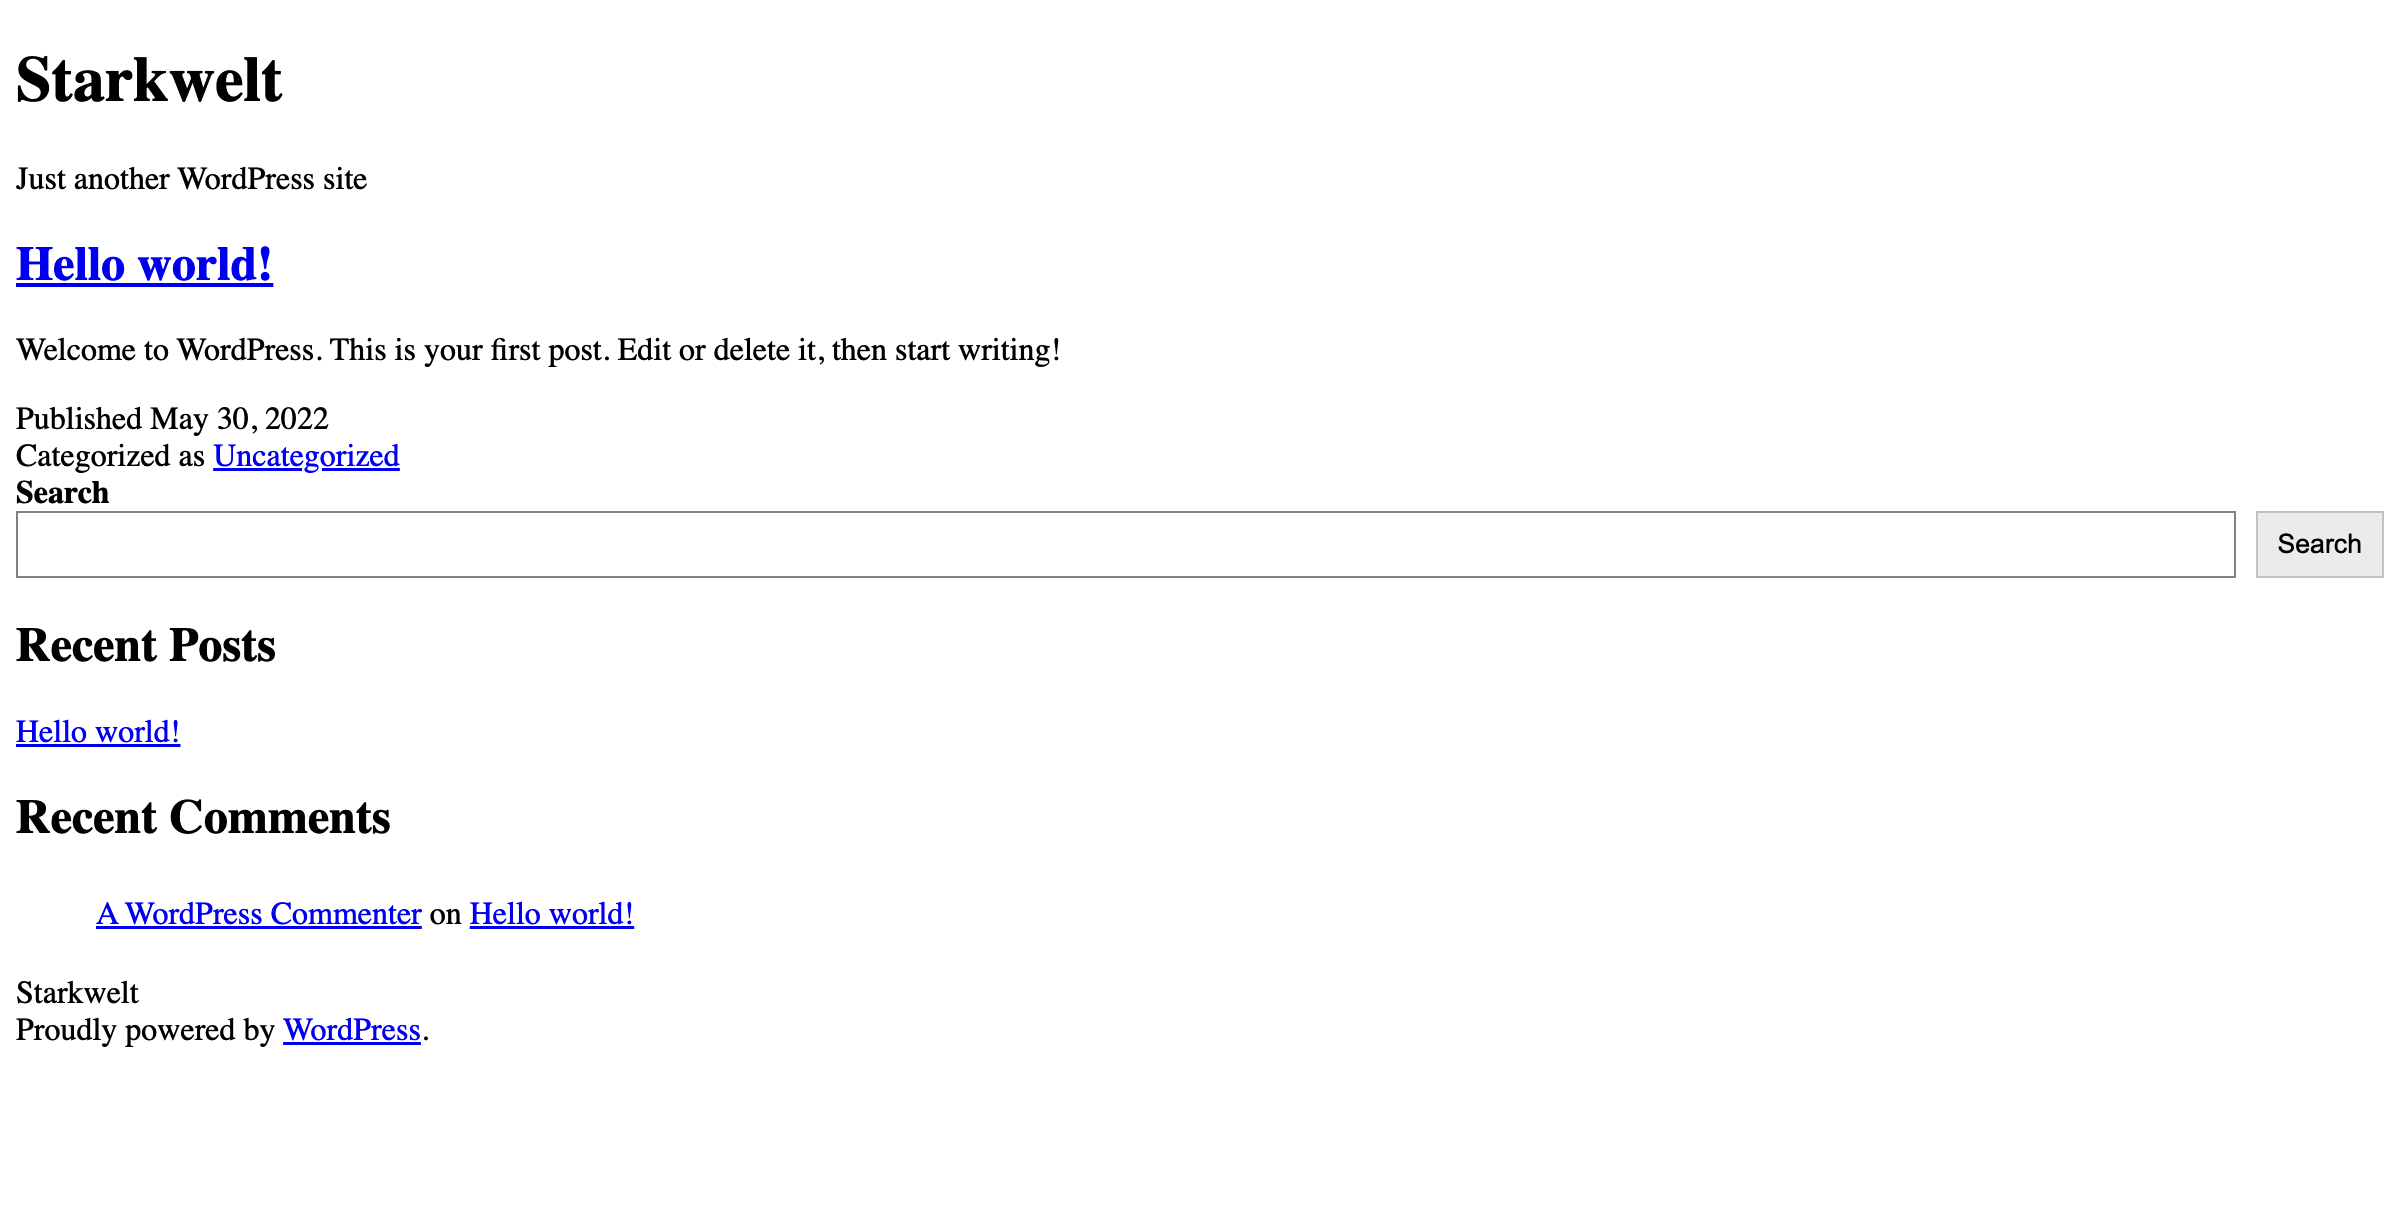 Starkwelt
Just another WordPress site
Hello world!
Welcome to WordPress. This is your first post. Edit or delete it, then start writing!
Published May 30, 2022
Categorized as Uncategorized
Search
Search
Recent Posts
Hello world!
Recent Comments
A WordPress Commenter on Hello world!
Starkwelt
Proudly powered by WordPress.